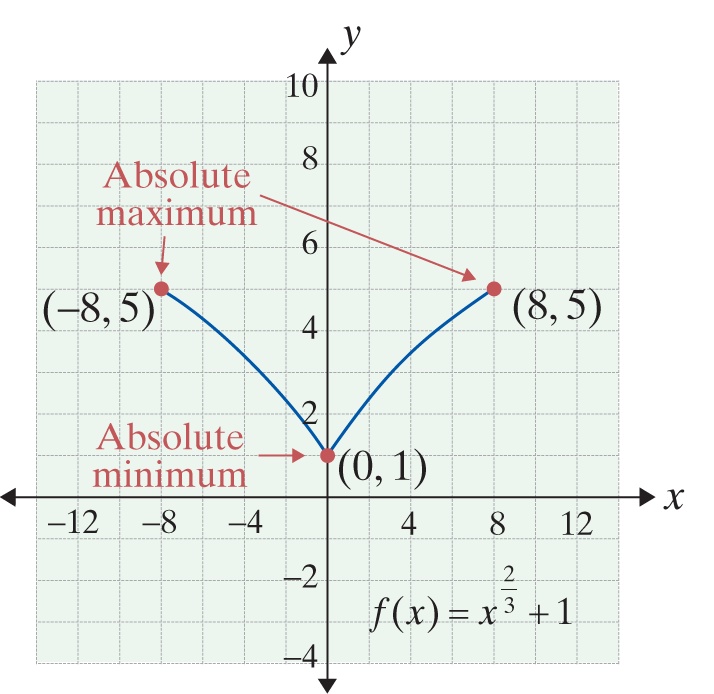 y
10
8
Absolute
maximum
6
(–8, 5)
(8, 5)
4
2
Absolute
minimum
(0, 1)
x
–12 –8 –4 4 8 12
–2
f(x) = x^(2/3) + 1
–4